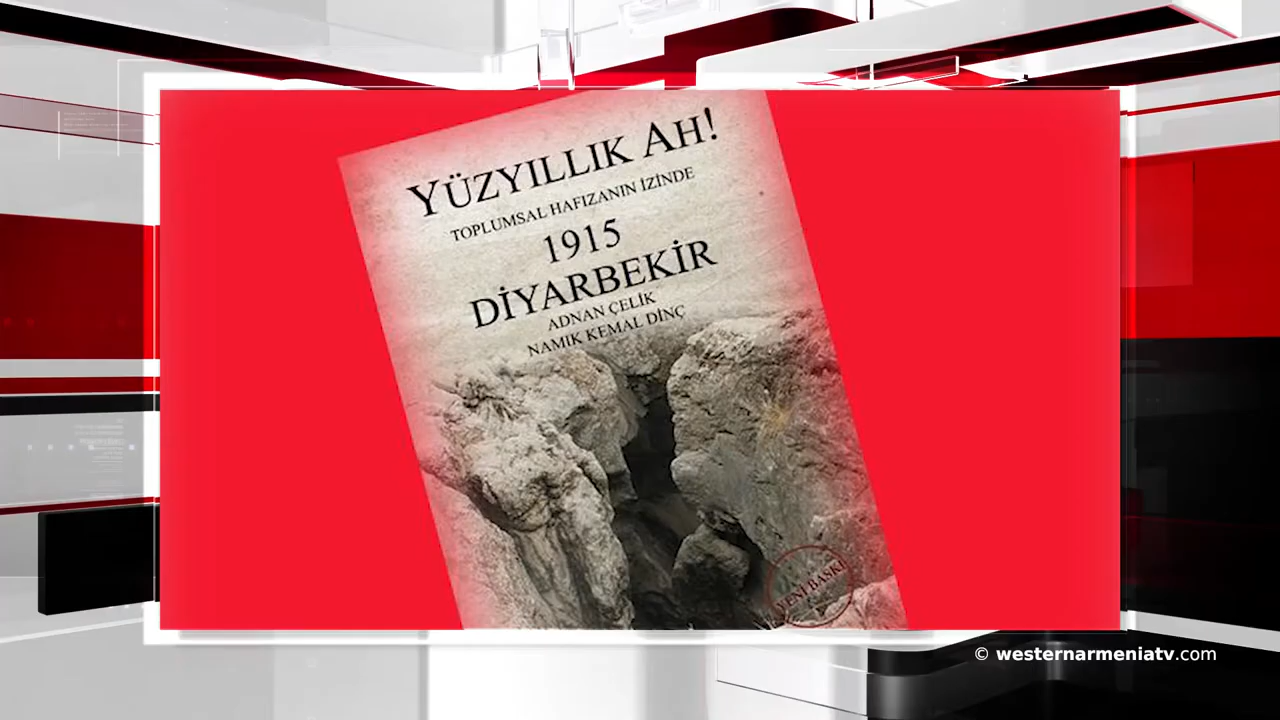 YÜZYILLIK AH!
TOPLUMSAL HAFIZANIN İZİNDE
1915
DİYARBEKİR
ADNAN ÇELİK
NAMIK KEMAL DİNÇ
YENİ BASKI
© westernarmeniatv.com